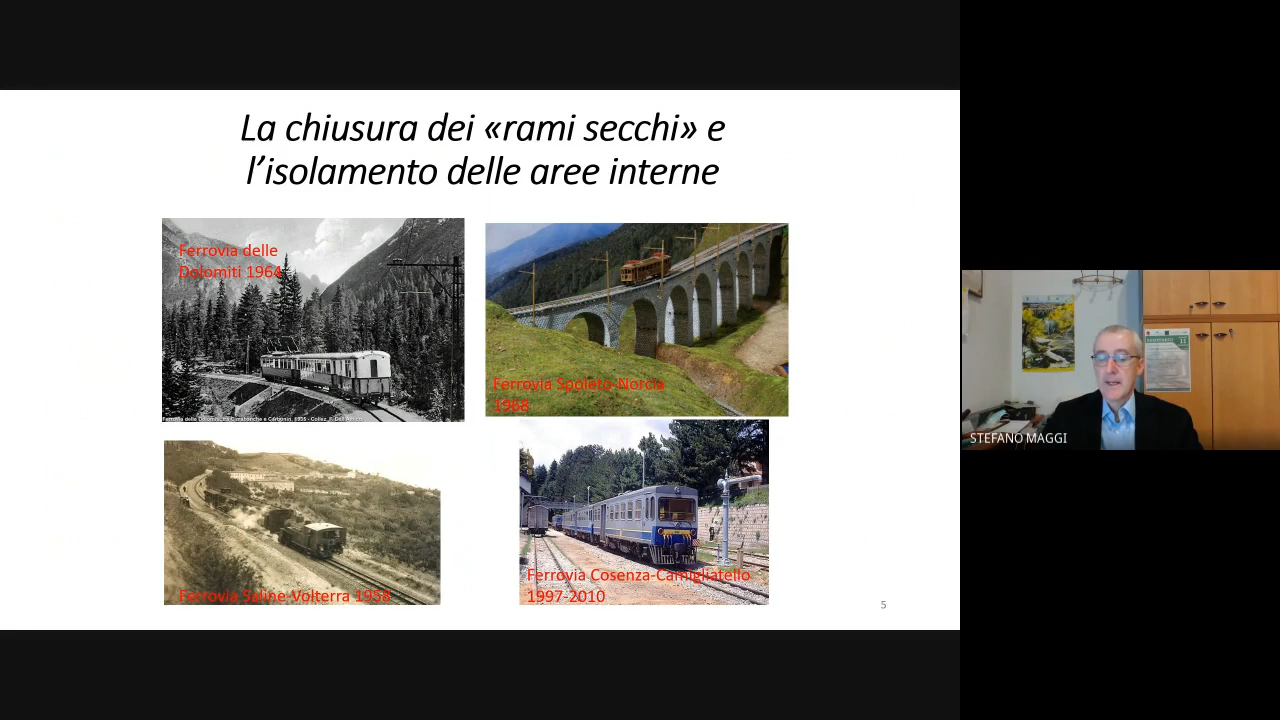 La chiusura dei «rami secchi» e
l’isolamento delle aree interne
Ferrovia delle
Dolomiti 1964
Ferrovia Spoleto-Norcia
1968
Ferrovia Saline-Volterra 1958
Ferrovia Cosenza-Camigliatello
1997-2010
5
STEFANO MAGGI